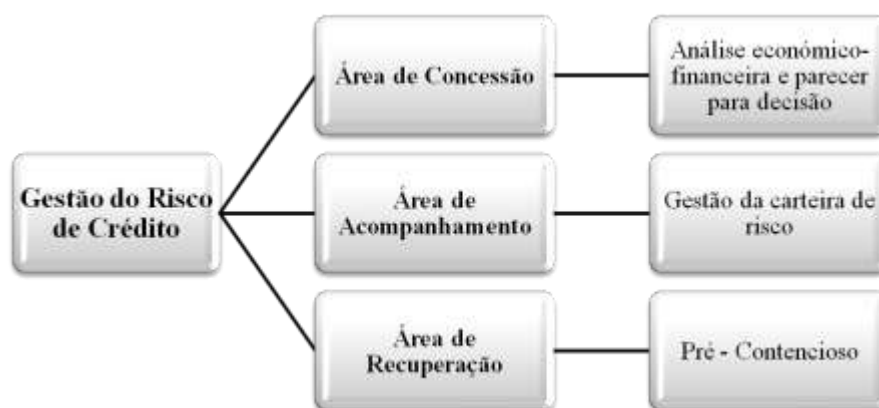 Gestão do Risco
de Crédito
Área de Concessão
Análise económico-
financeira e parecer
para decisão
Área de
Acompanhamento
Gestão da carteira de
risco
Área de
Recuperação
Pré - Contencioso